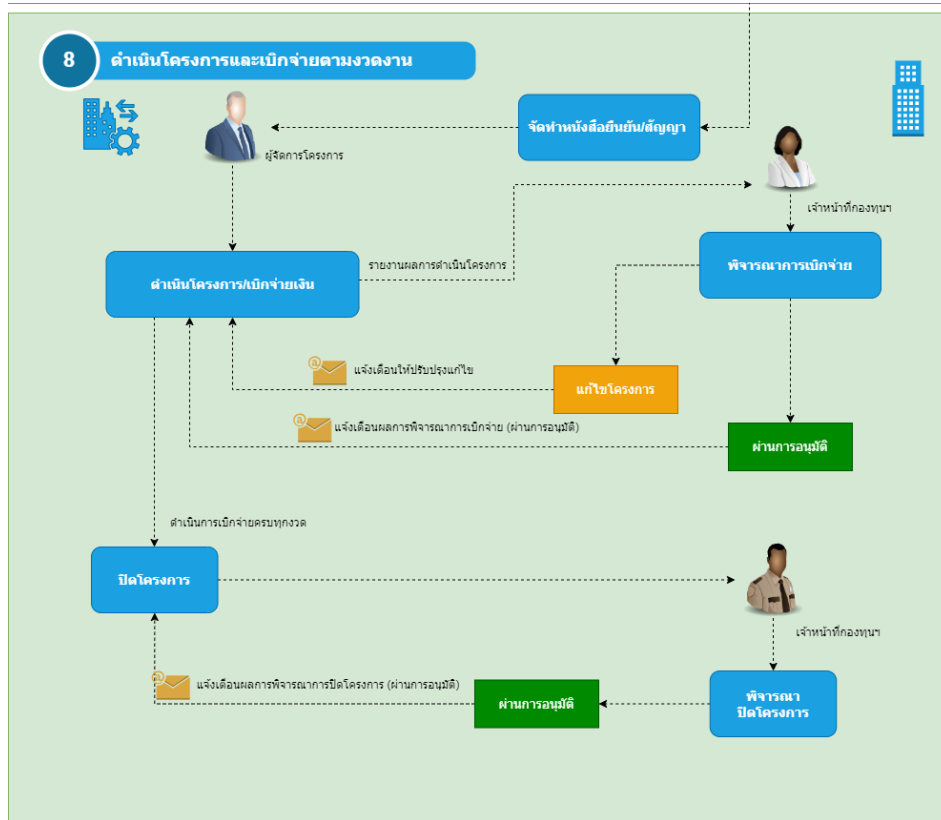 8
ดำเนินโครงการและเบิกจ่ายตามงวดงาน
จัดทำหนังสือยืนยัน/สัญญา
ผู้จัดการโครงการ
เจ้าหน้าที่กองทุนฯ
รายงานผลการดำเนินโครงการ
พิจารณาการเบิกจ่าย
ดำเนินโครงการ/เบิกจ่ายเงิน
แจ้งเตือนให้ปรับปรุงแก้ไข
แก้ไขโครงการ
แจ้งเตือนผลการพิจารณาการเบิกจ่าย (ผ่านการอนุมัติ)
ผ่านการอนุมัติ
ดำเนินการเบิกจ่ายครบทุกงวด
ปิดโครงการ
เจ้าหน้าที่กองทุนฯ
แจ้งเตือนผลการพิจารณาการปิดโครงการ (ผ่านการอนุมัติ)
ผ่านการอนุมัติ
พิจารณา
ปิดโครงการ